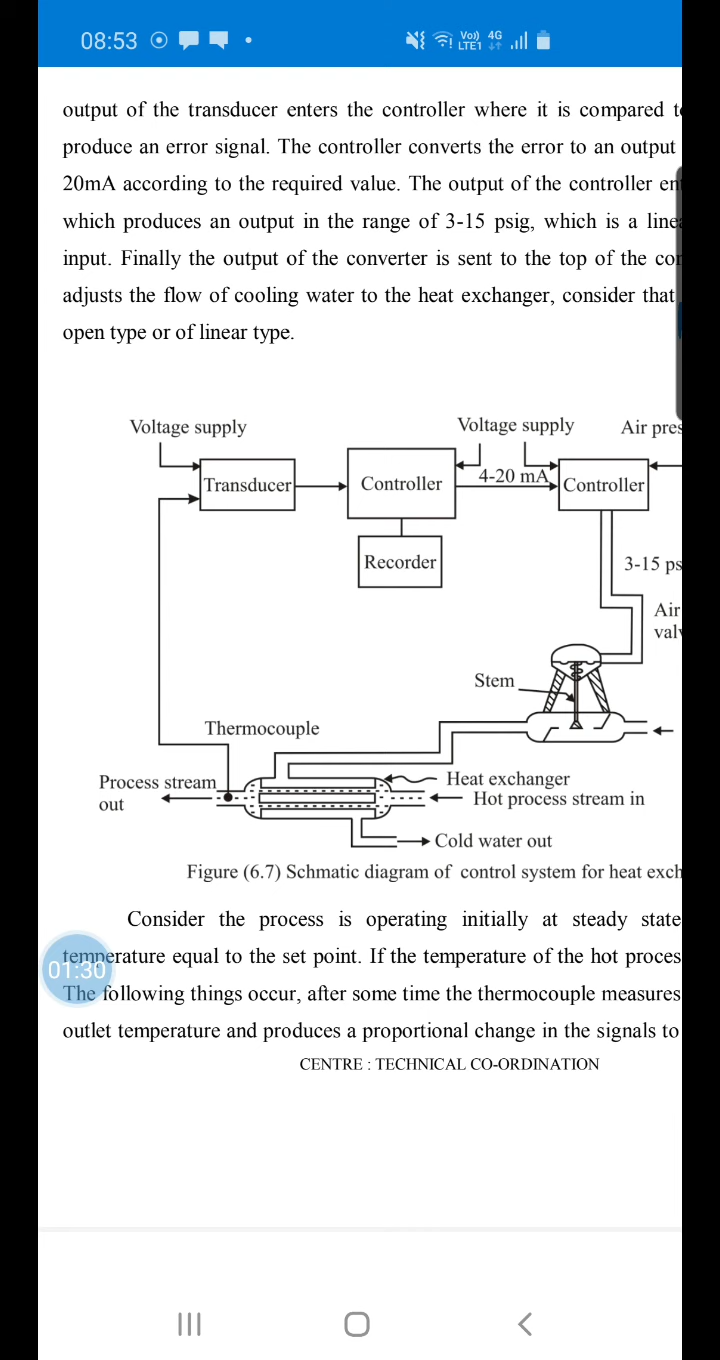 08:53
Vo)) 4G
LTE1
output of the transducer enters the controller where it is compared
produce an error signal. The controller converts the error to an output
20mA according to the required value. The output of the controller
which produces an output in the range of 3-15 psig, which is a
input. Finally the output of the converter is sent to the top of the
adjusts the flow of cooling water to the heat exchanger, consider that
open type or of linear type.
Voltage supply
Voltage supply
Air
Transducer
Controller
4-20 mA
Controller
Recorder
3-15
Air
Stem
Thermocouple
Process stream
out
Heat exchanger
Hot process stream in
Cold water out
Figure (6.7) Schmatic diagram of control system for heat
Consider the process is operating initially at steady state
temperature equal to the set point. If the temperature of the hot
01:30
The following things occur, after some time the thermocouple measures
outlet temperature and produces a proportional change in the signals to
CENTRE : TECHNICAL CO-ORDINATION